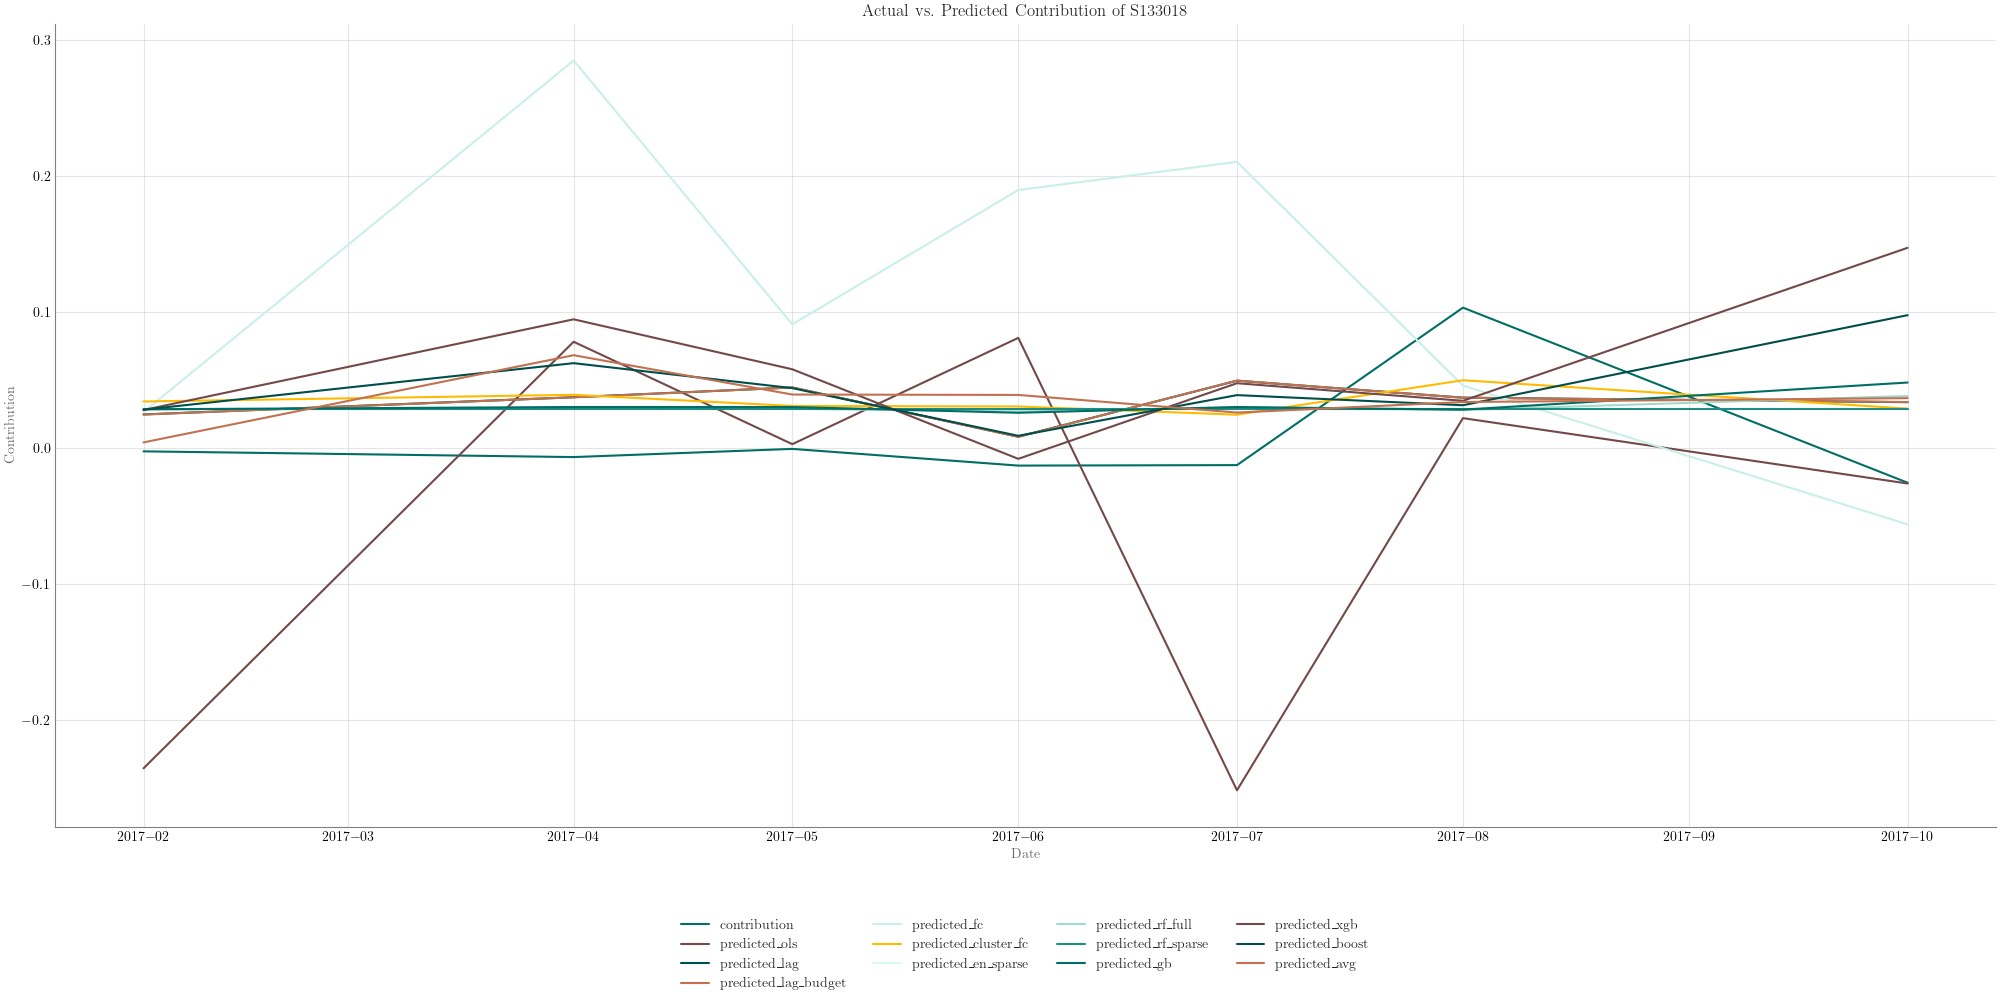 Actual vs. Predicted Contribution of S133018
0.3
0.2
0.1
0.0
−0.1
−0.2
Contribution
2017−02 2017−03 2017−04 2017−05 2017−06 2017−07 2017−08 2017−09 2017−10
Date
contribution predicted_fc predicted_rf_full predicted_xgb
predicted_ols predicted_cluster_fc predicted_rf_sparse predicted_boost
predicted_lag predicted_en_sparse predicted_gb predicted_avg
predicted_lag_budget